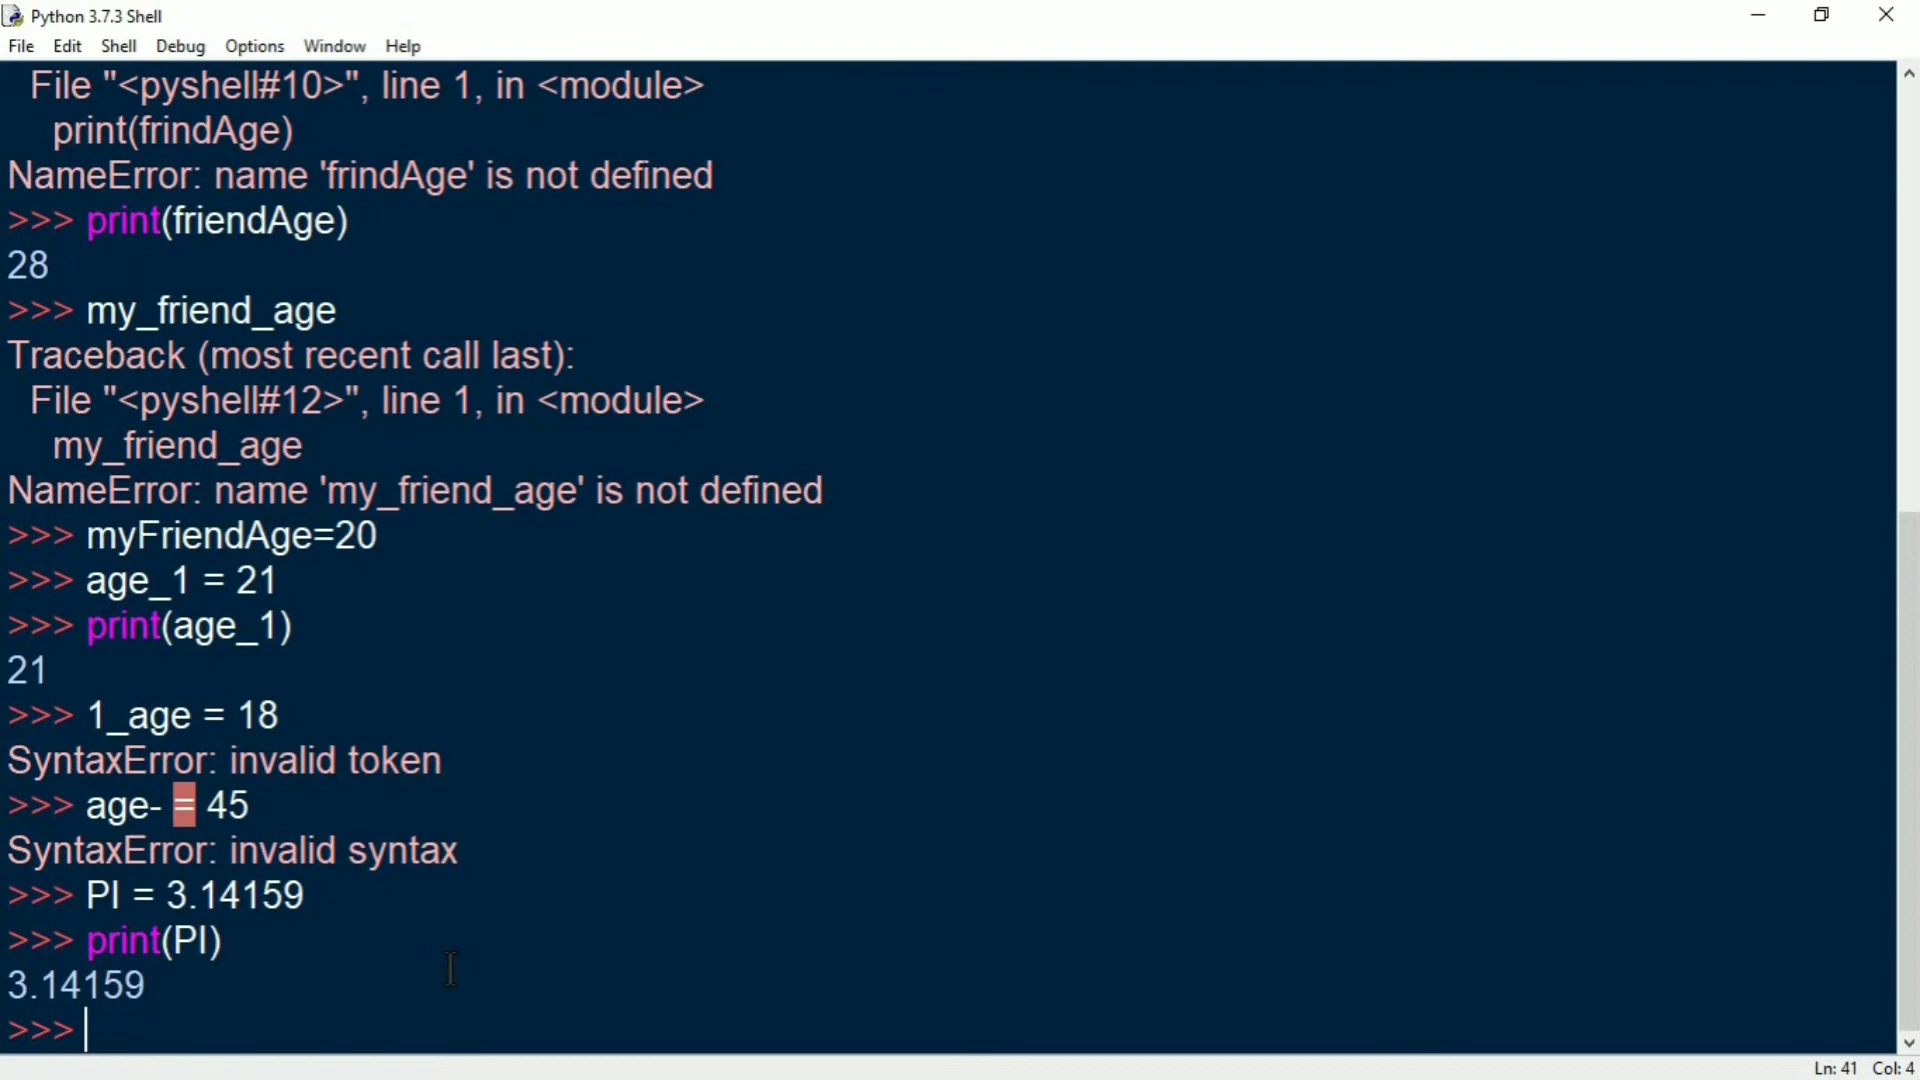 Python 3.7.3 Shell
File Edit Shell Debug Options Window Help
File "<pyshell#10>", line 1, in <module>
print(frindAge)
NameError: name 'frindAge' is not defined
>>> print(friendAge)
28
>>> my_friend_age
Traceback (most recent call last):
File "<pyshell#12>", line 1, in <module>
my_friend_age
NameError: name 'my_friend_age' is not defined
>>> myFriendAge=20
>>> age_1 = 21
>>> print(age_1)
21
>>> 1_age = 18
SyntaxError: invalid token
>>> age- = 45
SyntaxError: invalid syntax
>>> PI = 3.14159
>>> print(PI)
3.14159
>>>
Ln: 41 Col: 4